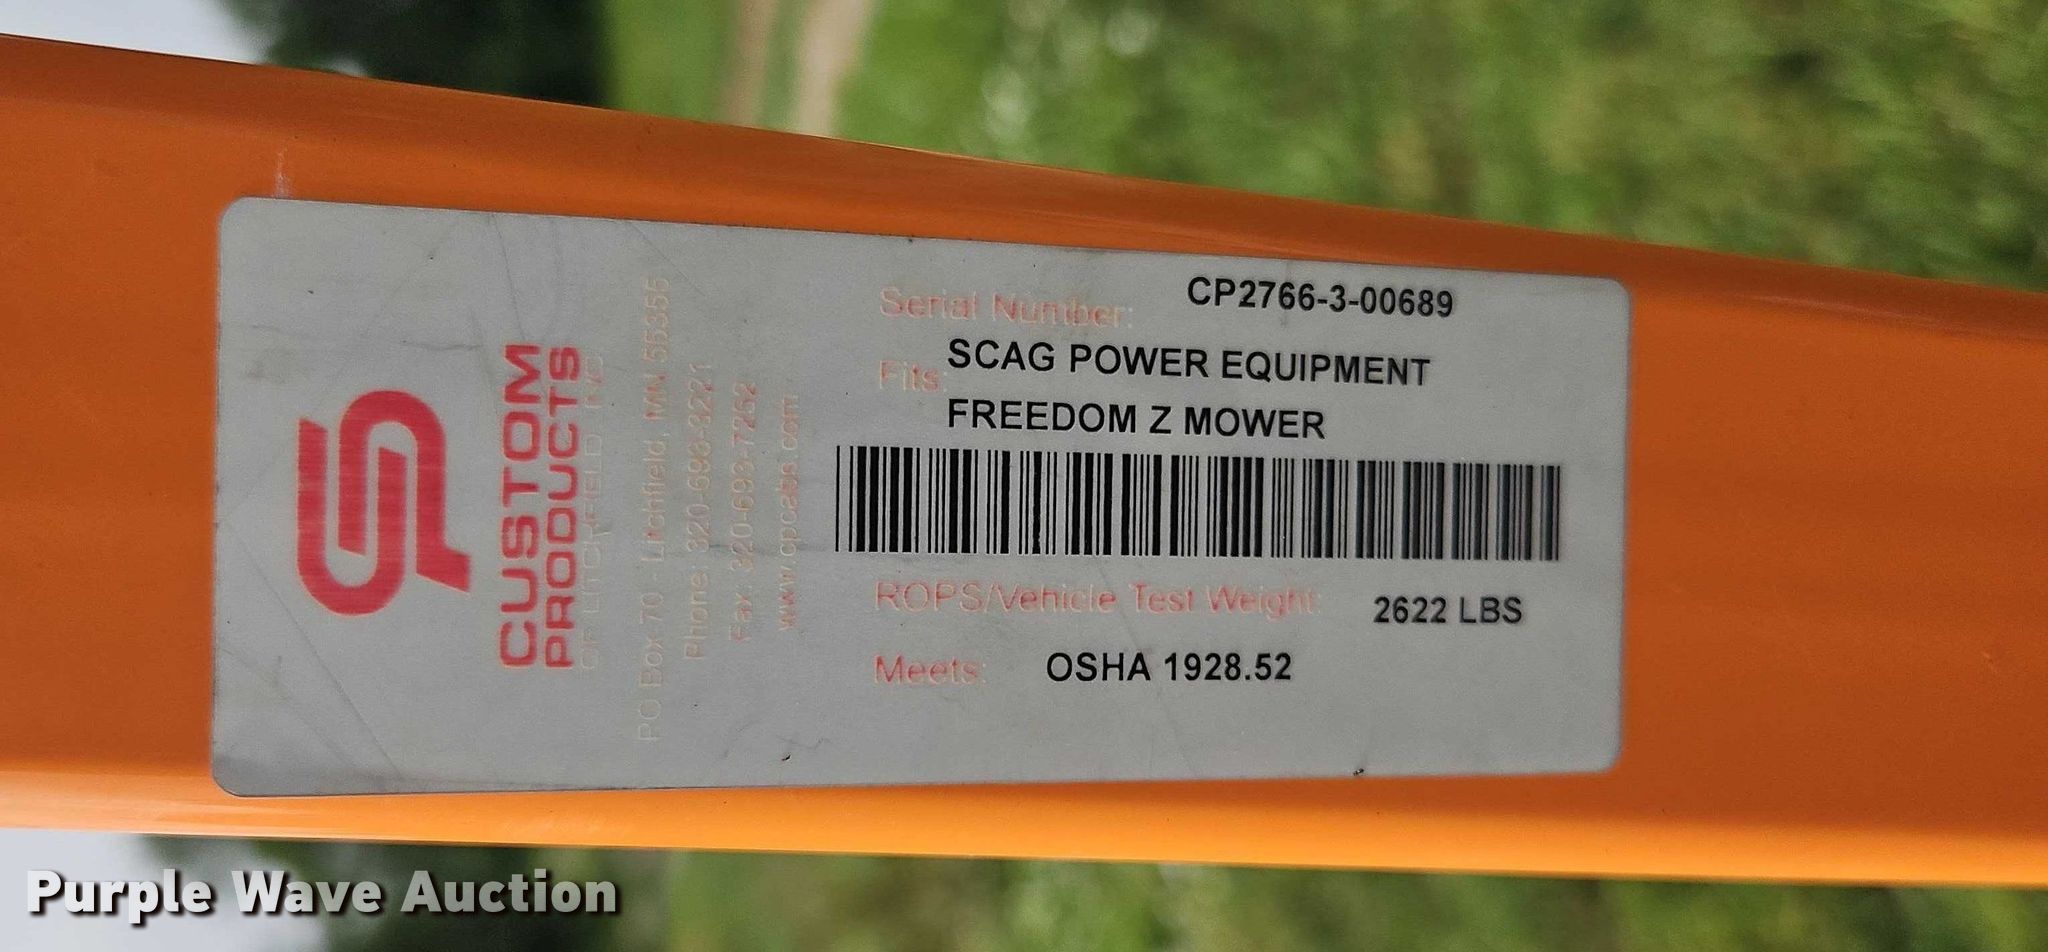 CUSTOM
PRODUCTS
OF LITCHFIELD INC
PO Box 70 - Litchfield, MN 55355
Phone: 320-693-3221
Fax: 320-693-7252
www.cpcabs.com
Serial Number: CP2766-3-00689
Fits: SCAG POWER EQUIPMENT
FREEDOM Z MOWER
ROPS/Vehicle Test Weight: 2622 LBS
Meets: OSHA 1928.52
Purple Wave Auction